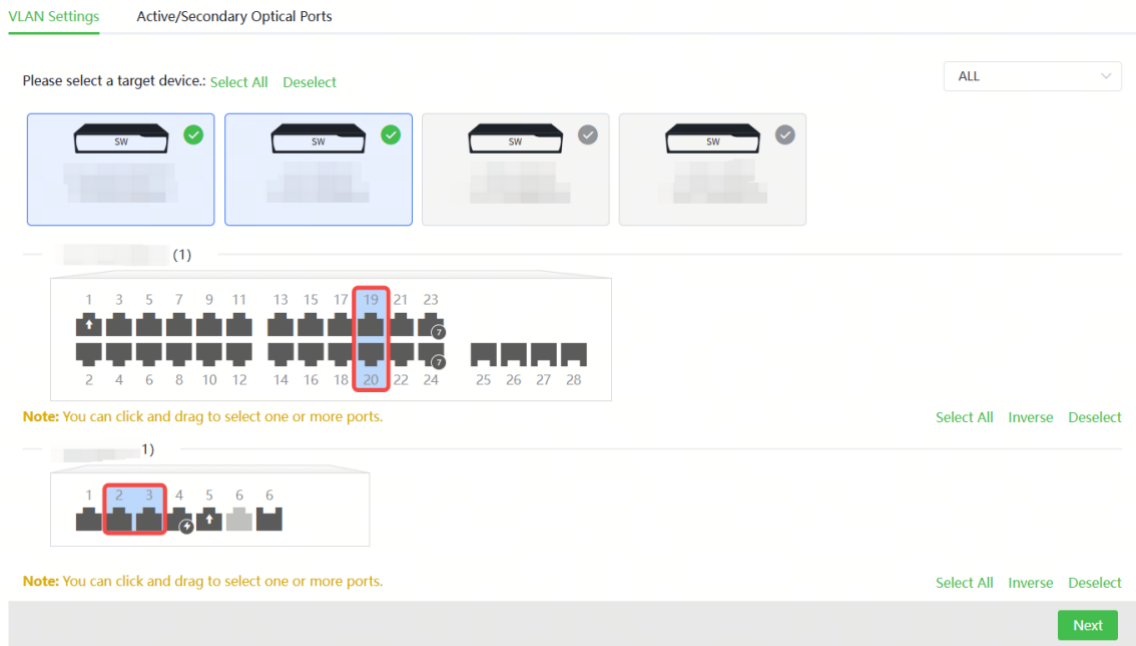 VLAN Settings Active/Secondary Optical Ports
Please select a target device.: Select All Deselect ALL
SW SW SW SW
(1)
1 3 5 7 9 11 13 15 17 19 21 23
7
7
2 4 6 8 10 12 14 16 18 20 22 24 25 26 27 28
Note: You can click and drag to select one or more ports. Select All Inverse Deselect
1)
1 2 3 4 5 6 6
Note: You can click and drag to select one or more ports. Select All Inverse Deselect
Next